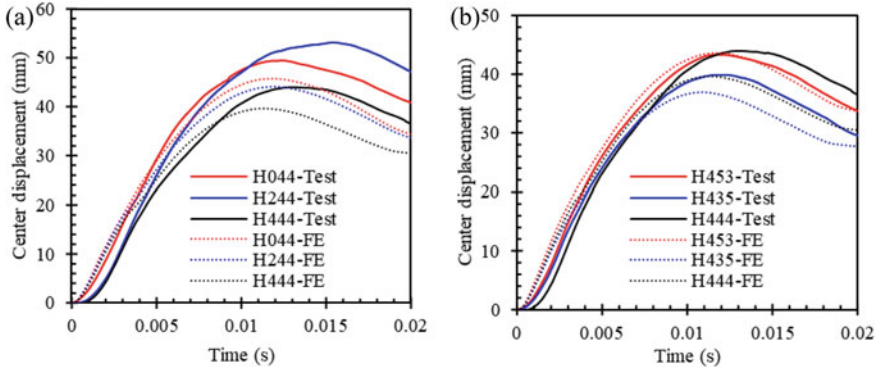 (a)
Center displacement (mm)
60
50
40
30
20
10
0
H044-Test
H244-Test
H444-Test
H044-FE
H244-FE
H444-FE
0 0.005 0.01 0.015 0.02
Time (s)
(b)
Center displacement (mm)
50
40
30
20
10
0
H453-Test
H435-Test
H444-Test
H453-FE
H435-FE
H444-FE
0 0.005 0.01 0.015 0.02
Time (s)